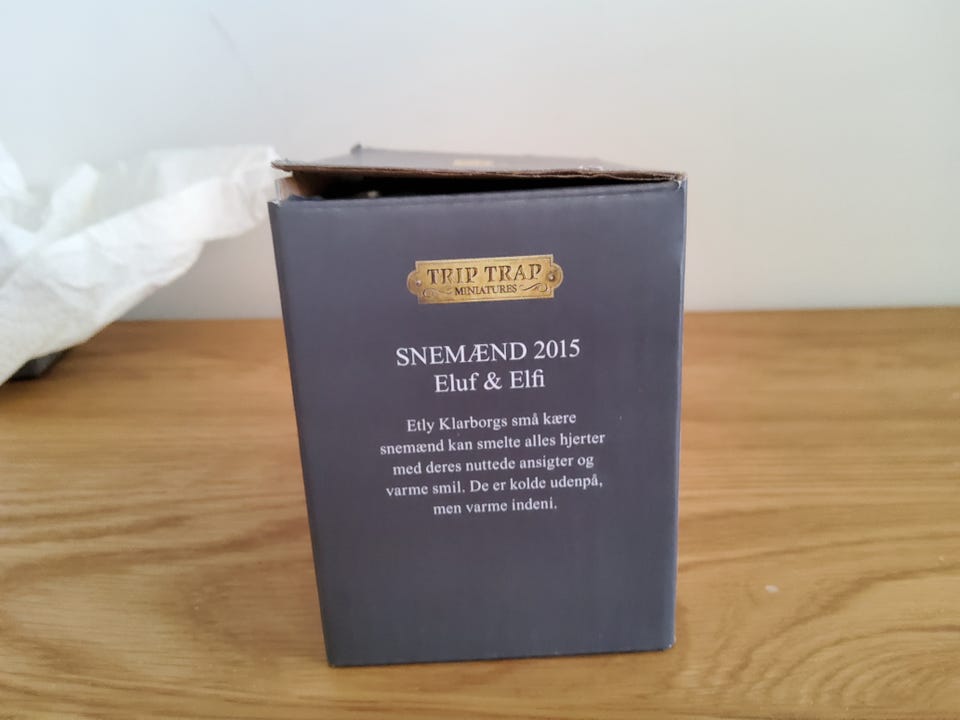 TRIP TRAP
MINIATURES
SNEMÆND 2015
Eluf & Elfi
Etly Klarborgs små kære
snemænd kan smelte alles hjerter
med deres nuttede ansigter og
varme smil. De er kolde udenpå,
men varme indeni.